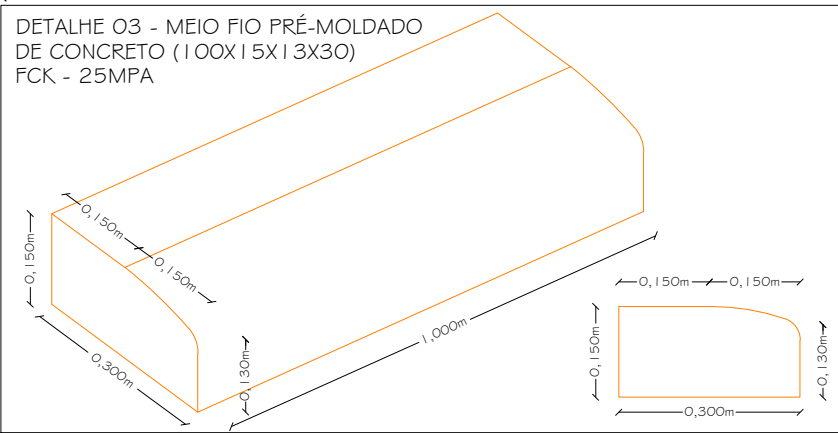 DETALHE 03 - MEIO FIO PRÉ-MOLDADO
DE CONCRETO (100X15X13X30)
FCK - 25MPA
0,150m
0,150m
0,150m
0,300m
0,130m
1,000m
0,150m
0,150m
0,150m
0,130m
0,300m